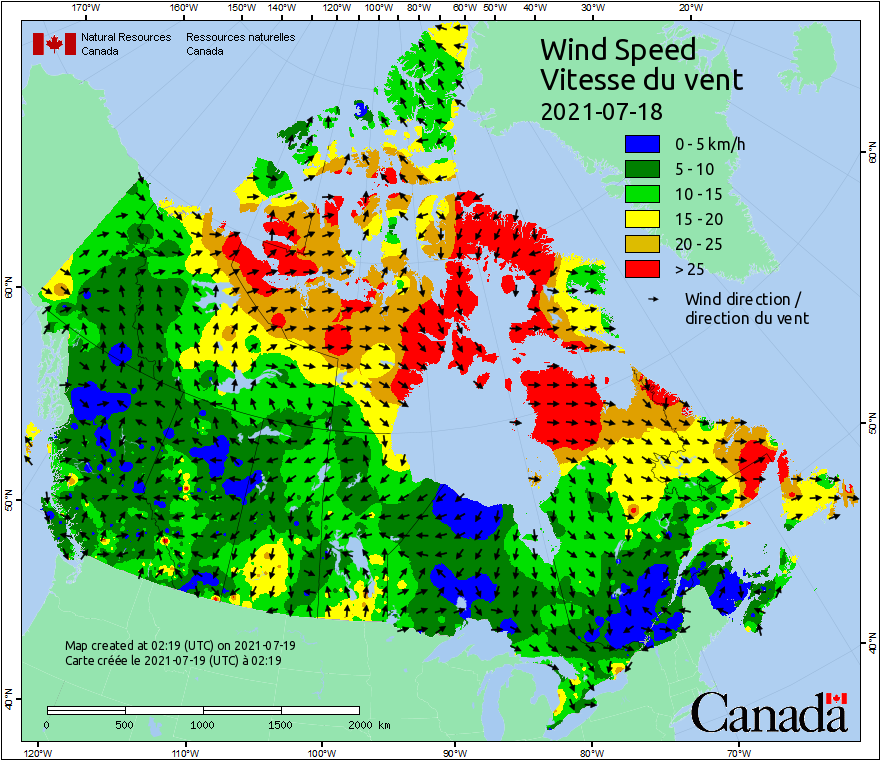 170°W 160°W 150°W 140°W 120°W 100°W 80°W 60°W 50°W 40°W 30°W 20°W
Natural Resources Ressources naturelles
Canada Canada
Wind Speed
Vitesse du vent
2021-07-18
0 - 5 km/h
5 - 10
10 - 15
15 - 20
20 - 25
> 25
Wind direction /
direction du vent
60°N
60°N
50°N
50°N
40°N
40°N
Map created at 02:19 (UTC) on 2021-07-19
Carte créée le 2021-07-19 (UTC) à 02:19
0 500 1000 1500 2000 km
Canada
120°W 110°W 100°W 90°W 80°W 70°W